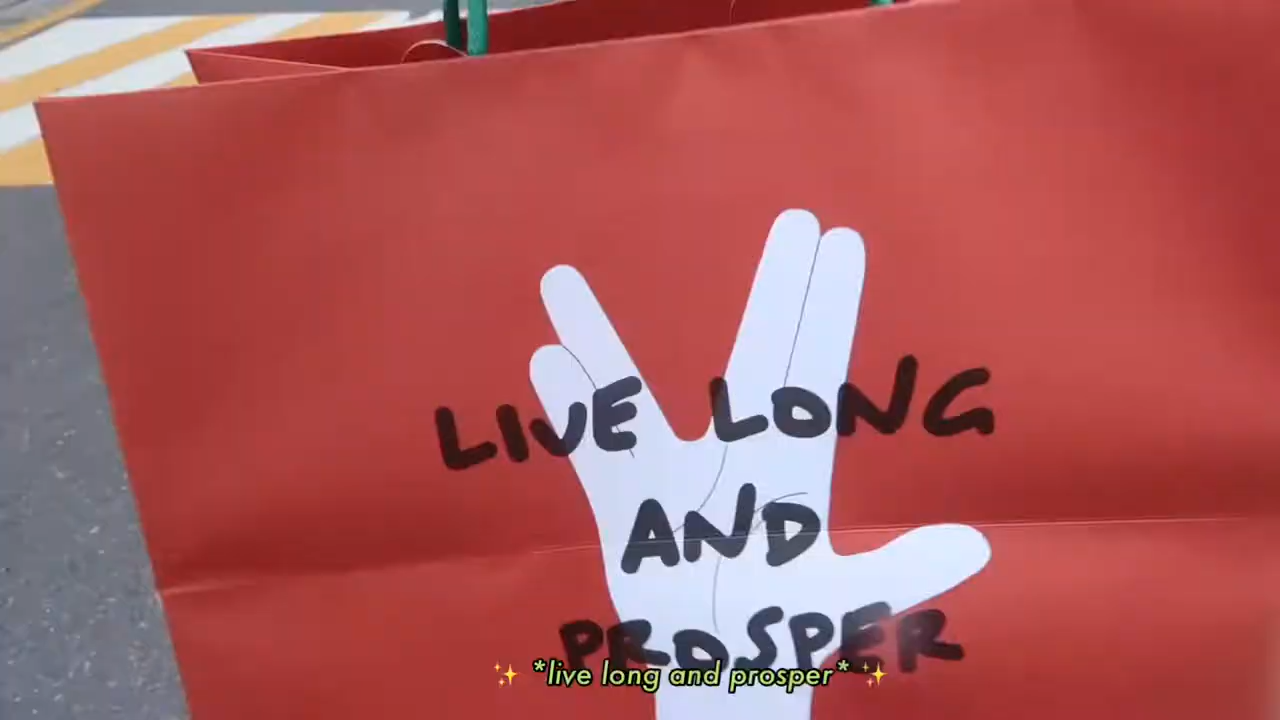 LIVE LONG
AND
PROSPER
✨ *live long and prosper* ✨